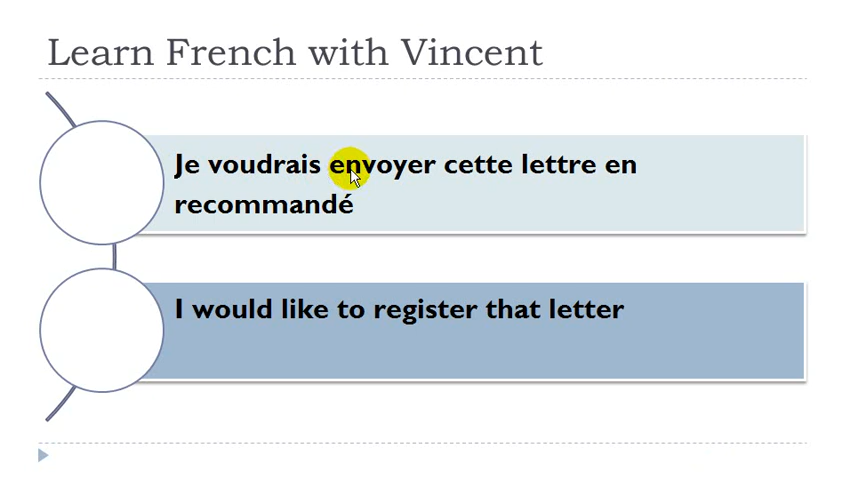 Learn French with Vincent
Je voudrais envoyer cette lettre en
recommandé
I would like to register that letter